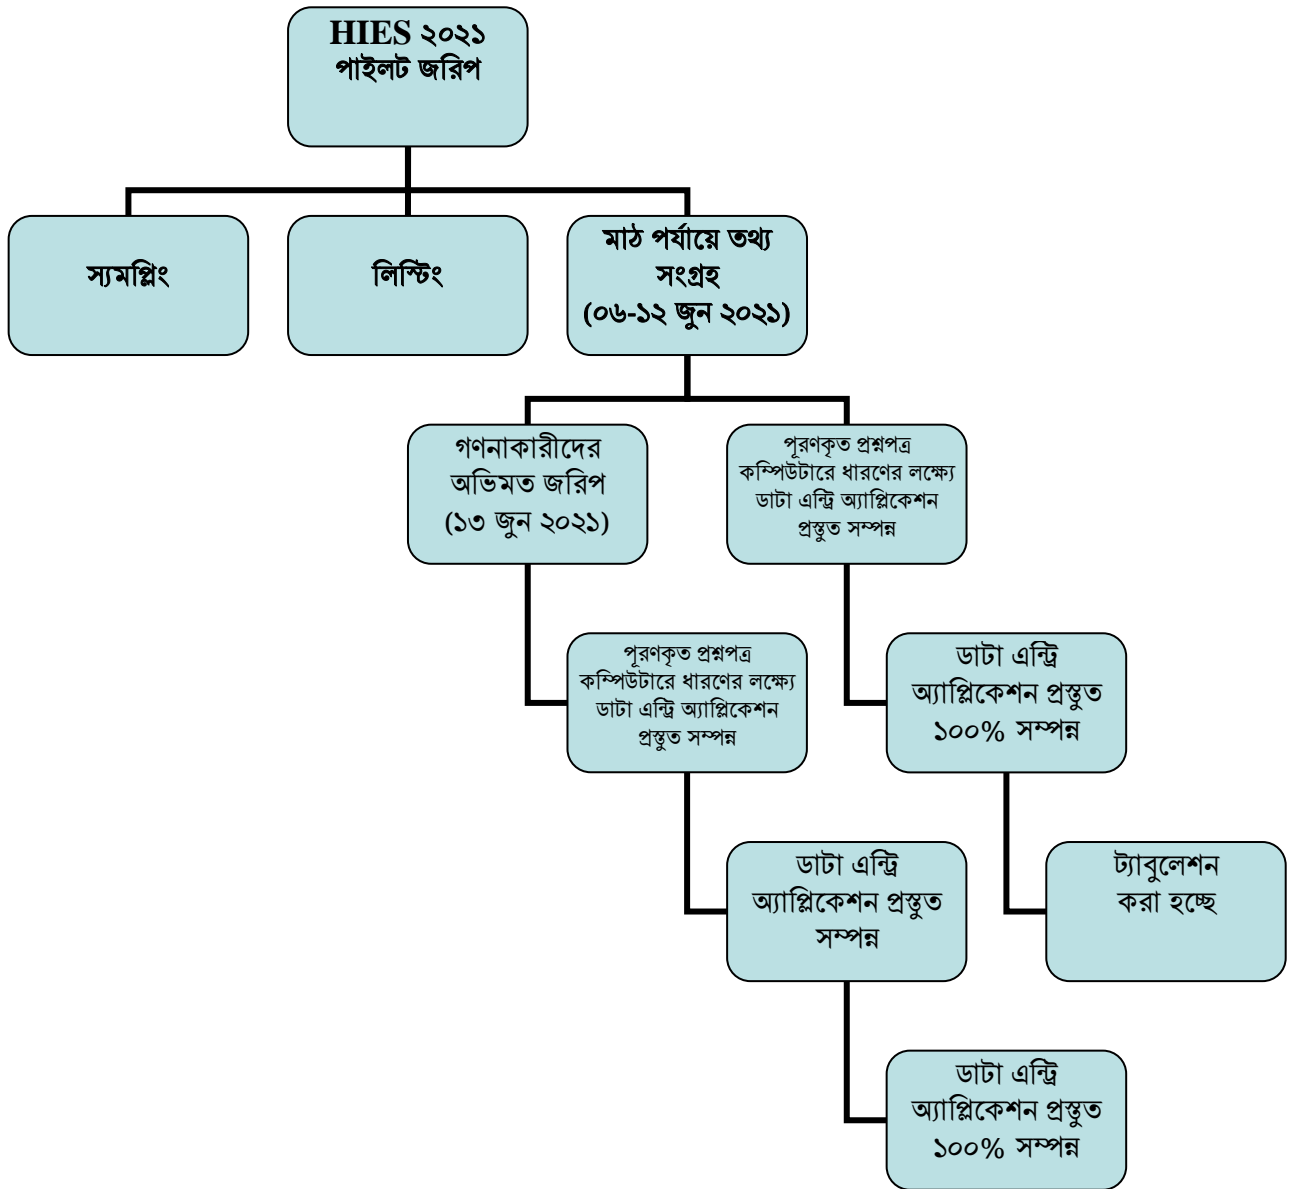 HIES ২০২১
পাইলট জরিপ
স্যমপ্লিং
লিস্টিং
মাঠ পর্যায়ে তথ্য
সংগ্রহ
(০৬-১২ জুন ২০২১)
গণনাকারীদের
অভিমত জরিপ
(১৩ জুন ২০২১)
পূরণকৃত প্রশ্নপত্র
কম্পিউটারে ধারণের লক্ষ্যে
ডাটা এন্ট্রি অ্যাপ্লিকেশন
প্রস্তুত সম্পন্ন
পূরণকৃত প্রশ্নপত্র
কম্পিউটারে ধারণের লক্ষ্যে
ডাটা এন্ট্রি অ্যাপ্লিকেশন
প্রস্তুত সম্পন্ন
ডাটা এন্ট্রি
অ্যাপ্লিকেশন প্রস্তুত
১০০% সম্পন্ন
ডাটা এন্ট্রি
অ্যাপ্লিকেশন প্রস্তুত
সম্পন্ন
ট্যাবুলেশন
করা হচ্ছে
ডাটা এন্ট্রি
অ্যাপ্লিকেশন প্রস্তুত
১০০% সম্পন্ন